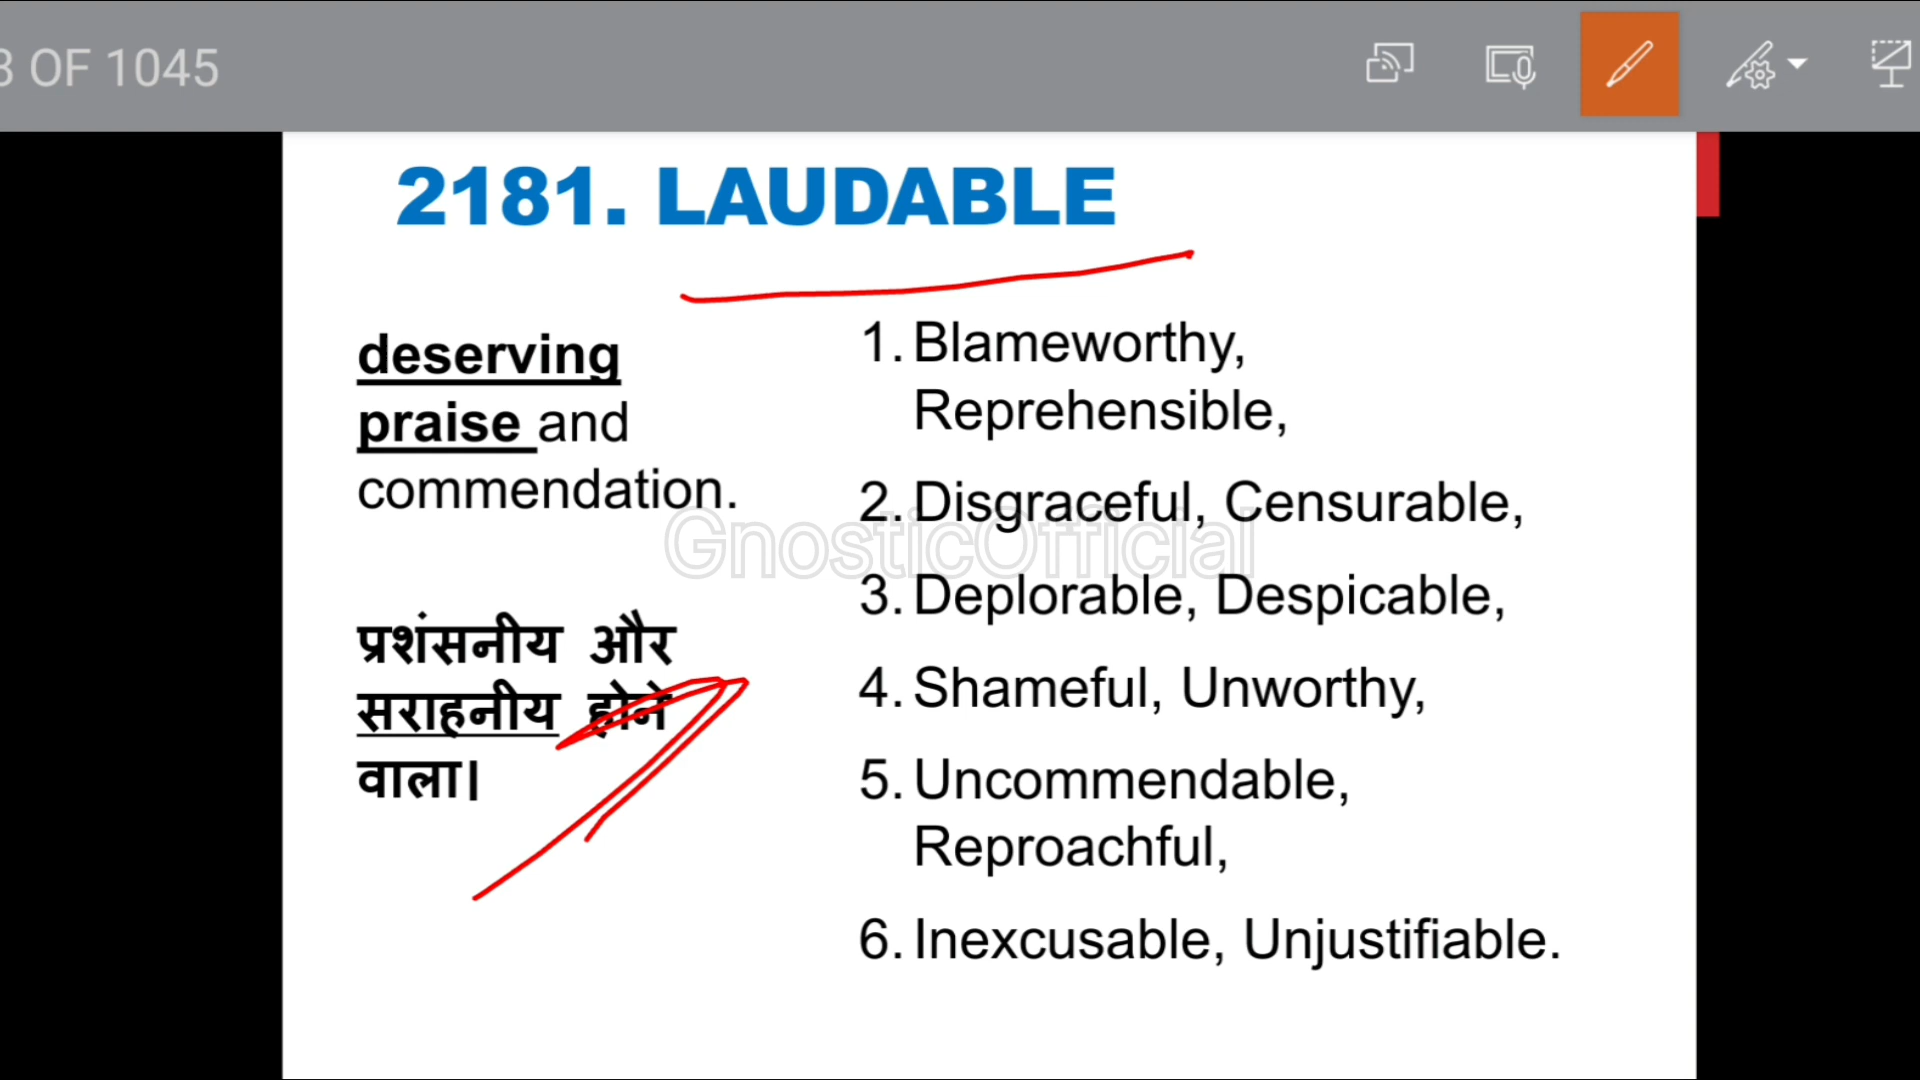 3 OF 1045
2181. LAUDABLE
deserving
praise and
commendation.
प्रशंसनीय और
सराहनीय होने
वाला।
1. Blameworthy,
Reprehensible,
2. Disgraceful, Censurable,
3. Deplorable, Despicable,
4. Shameful, Unworthy,
5. Uncommendable,
Reproachful,
6. Inexcusable, Unjustifiable.
GnosticOfficial